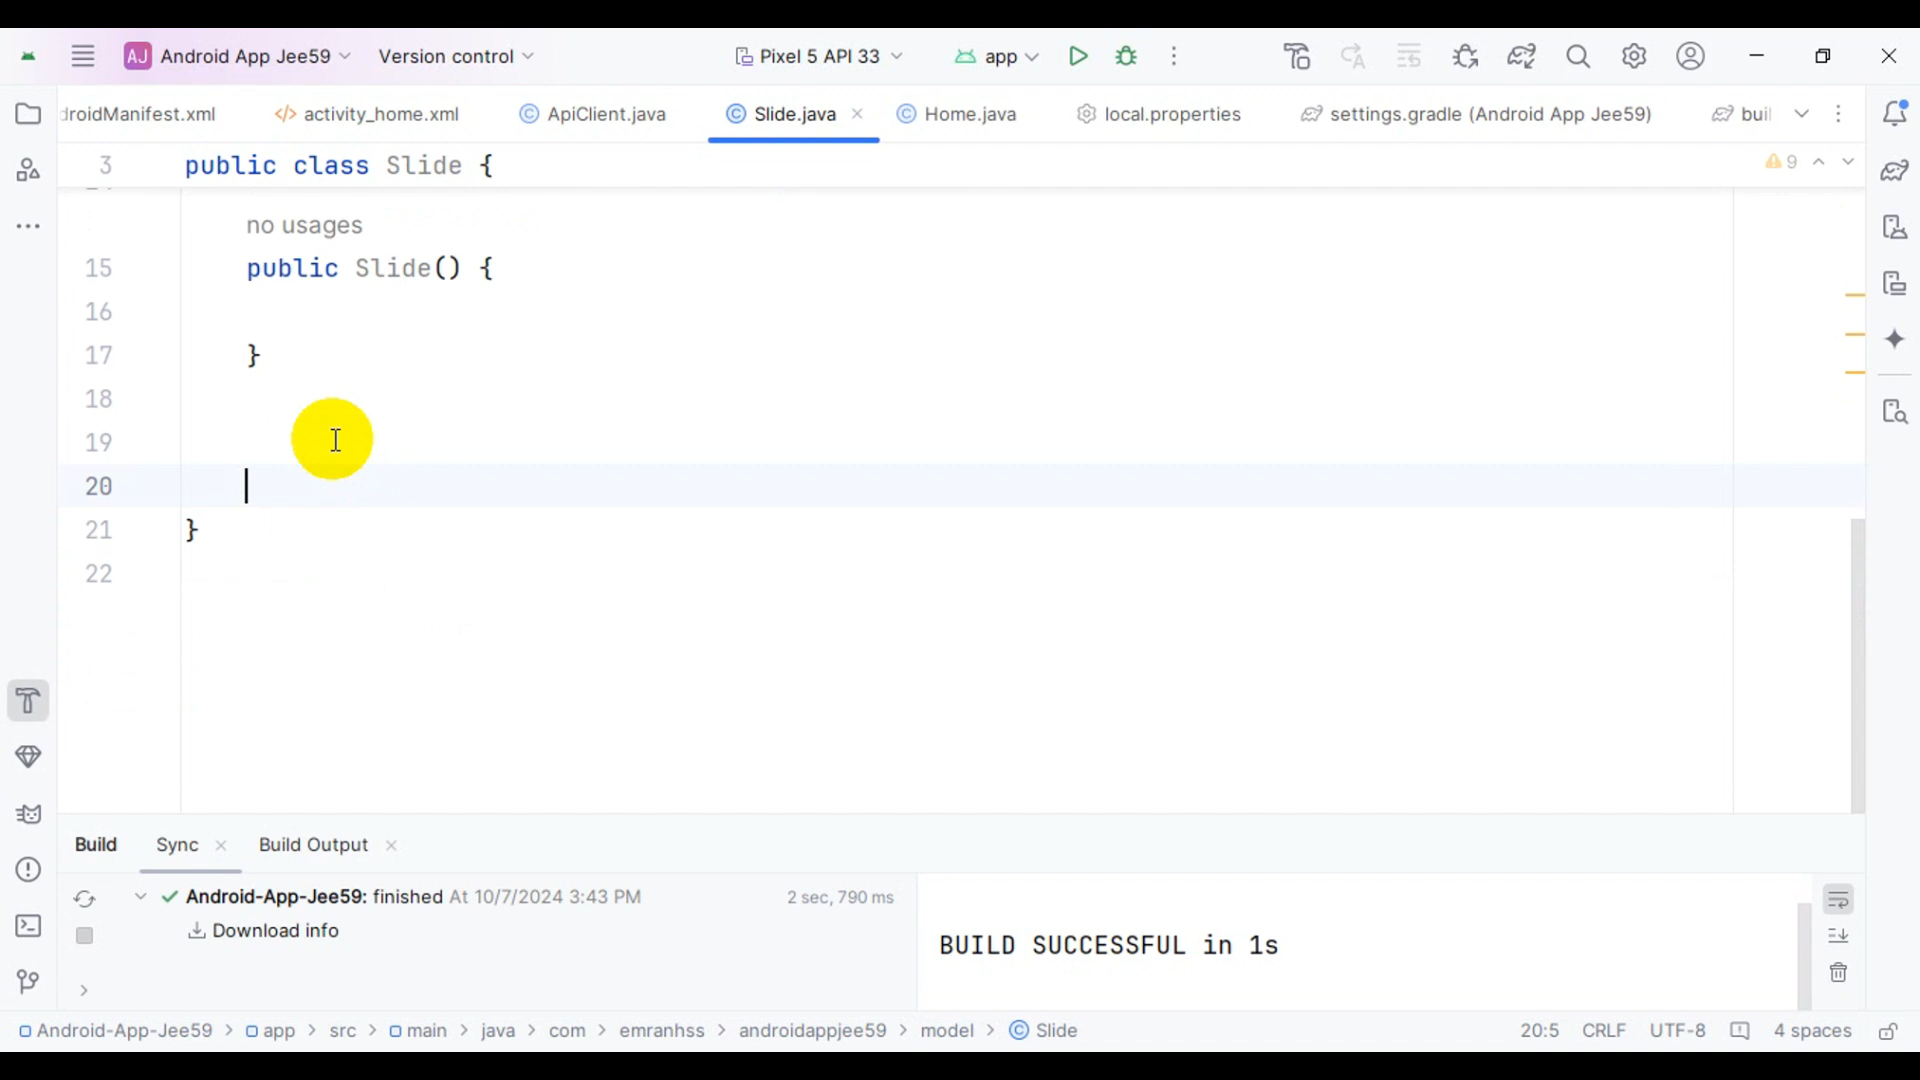 AJ Android App Jee59 Version control Pixel 5 API 33 app
droidManifest.xml activity_home.xml ApiClient.java Slide.java Home.java local.properties settings.gradle (Android App Jee59) buil
3 public class Slide { 9
no usages
15 public Slide() {
16
17 }
18
19
20
21 }
22
Build Sync Build Output
Android-App-Jee59: finished At 10/7/2024 3:43 PM 2 sec, 790 ms
Download info
BUILD SUCCESSFUL in 1s
Android-App-Jee59 > app > src > main > java > com > emranhss > androidappjee59 > model > Slide 20:5 CRLF UTF-8 4 spaces